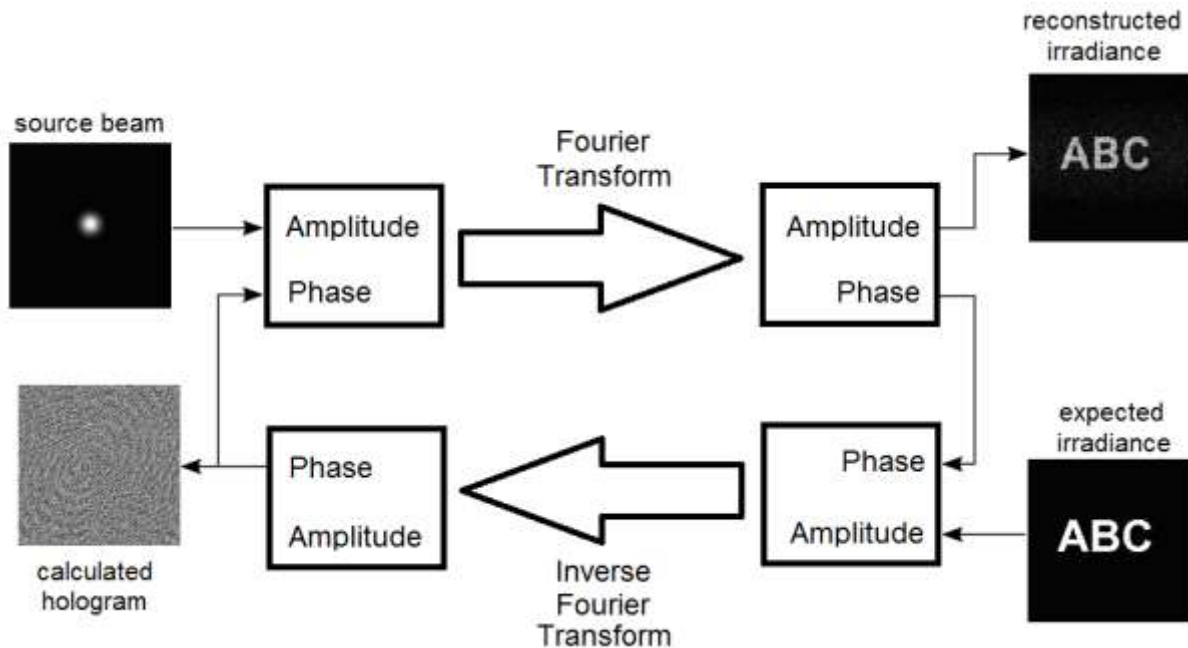 reconstructed
irradiance
ABC
source beam
Fourier
Transform
Amplitude
Phase
Amplitude
Phase
expected
irradiance
Phase
Amplitude
Phase
Amplitude
ABC
calculated
hologram
Inverse
Fourier
Transform